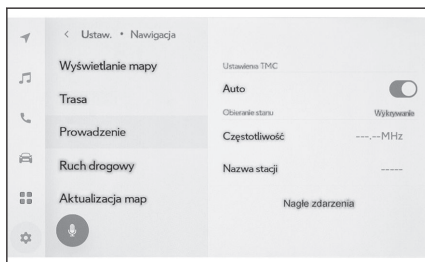 < Ustaw. • Nawigacja
Wyświetlanie mapy
Trasa
Prowadzenie
Ruch drogowy
Aktualizacja map
Ustawienia TMC
Auto
Obieranie stanu
Wykrywanie
Częstotliwość
---.--MHz
Nazwa stacji
-----
Nagłe zdarzenia